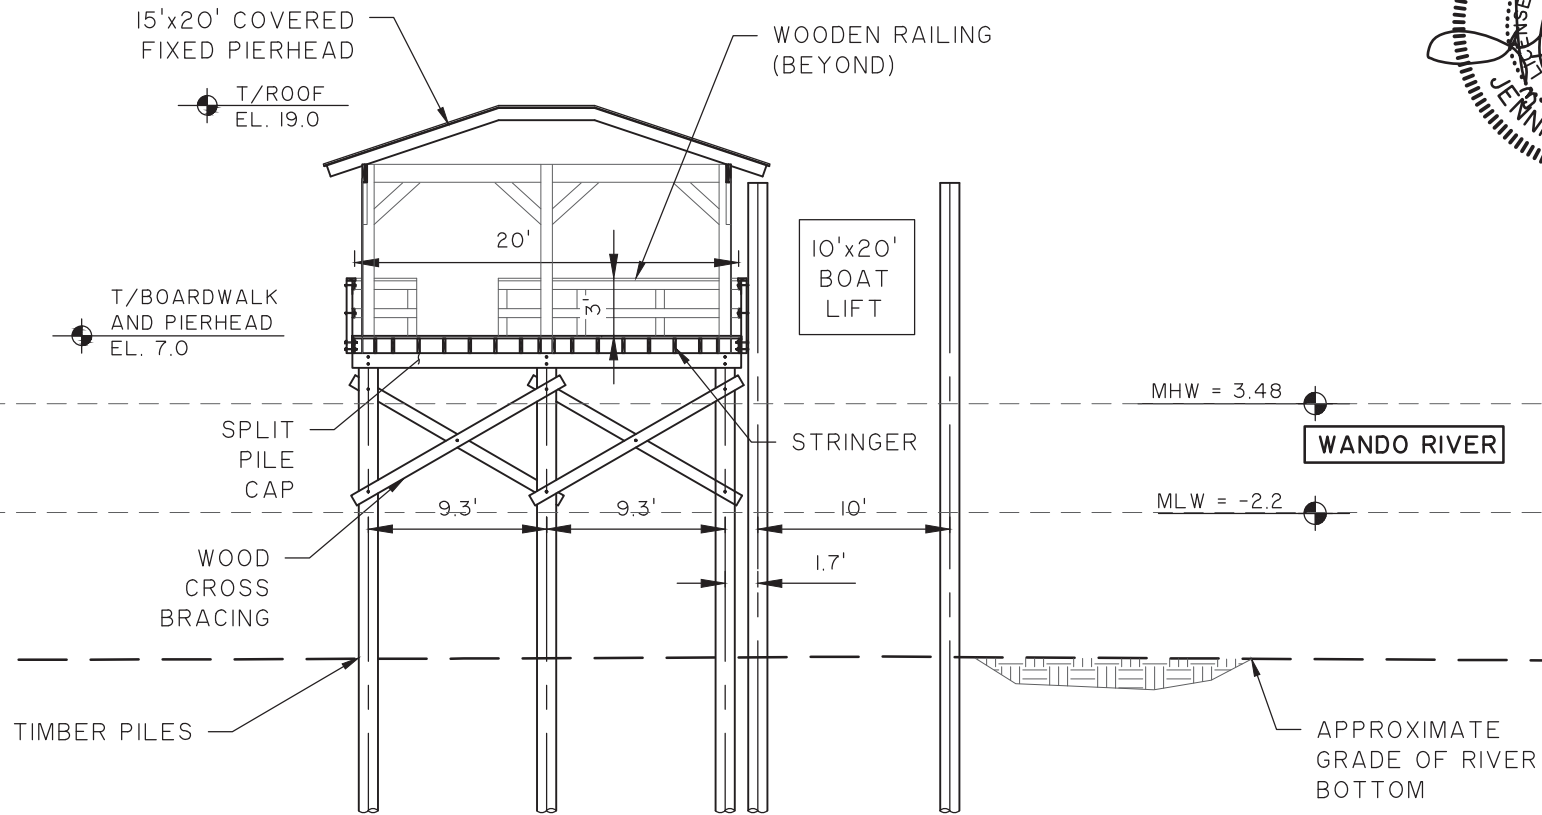 15'x20' COVERED
FIXED PIERHEAD
WOODEN RAILING
(BEYOND)
T/ROOF
EL. 19.0
20'
10'x20'
BOAT
LIFT
3'
T/BOARDWALK
AND PIERHEAD
EL. 7.0
MHW = 3.48
SPLIT
PILE
CAP
STRINGER
WANDO RIVER
MLW = -2.2
9.3'
9.3'
10'
WOOD
CROSS
BRACING
1.7'
TIMBER PILES
APPROXIMATE
GRADE OF RIVER
BOTTOM